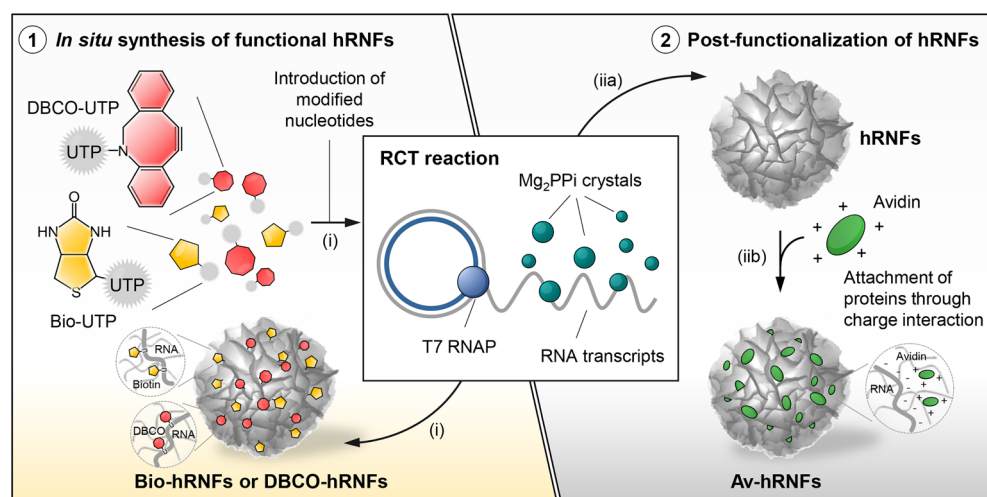 1 In situ synthesis of functional hRNFs
DBCO-UTP
UTP
N
O
HN
NH
S
UTP
Bio-UTP
Introduction of
modified
nucleotides
(i)
RCT reaction
Mg₂PPi crystals
T7 RNAP
RNA transcripts
(i)
RNA
Biotin
DBCO
RNA
Bio-hRNFs or DBCO-hRNFs
2 Post-functionalization of hRNFs
(iia)
hRNFs
Avidin
+ + + + +
(iib)
Attachment of
proteins through
charge interaction
Avidin
RNA
- - - - - -
+ + + + + +
Av-hRNFs